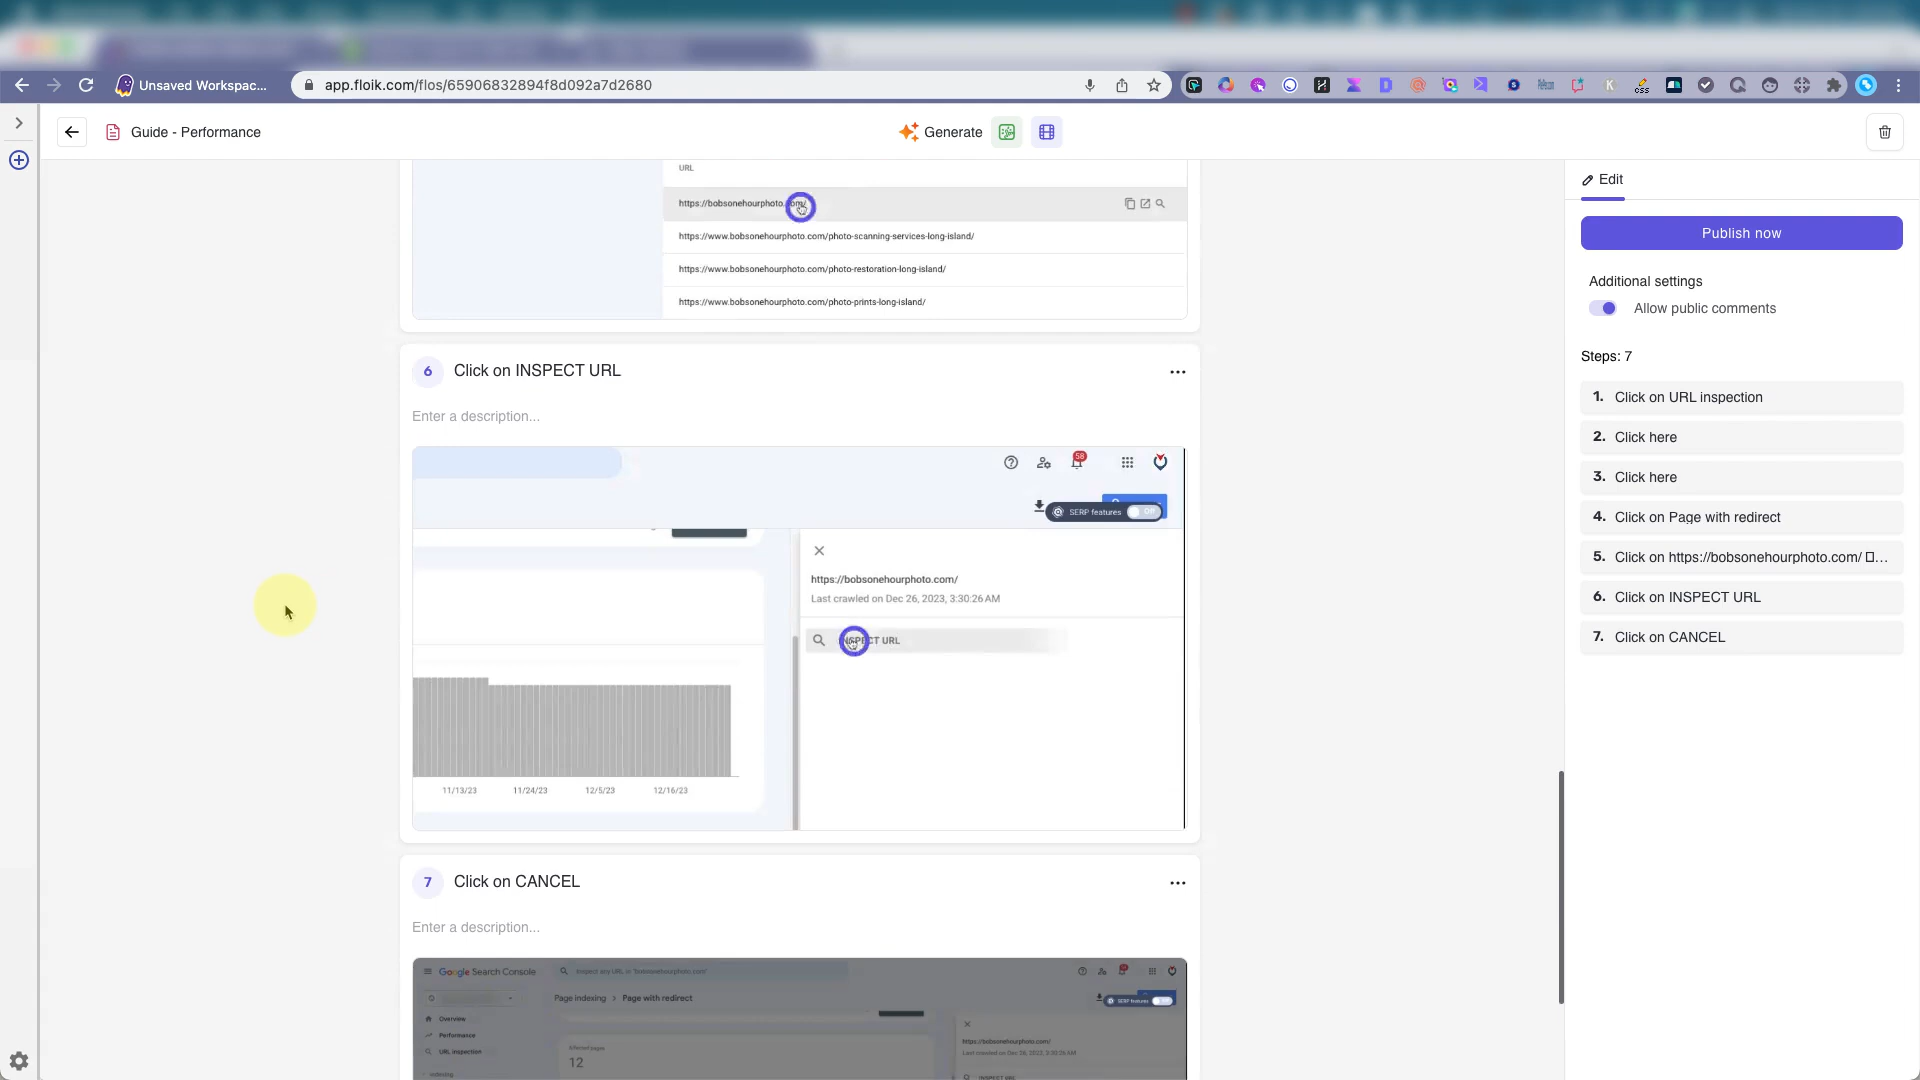 Unsaved Workspac...
app.floik.com/flos/65906832894f8d092a7d2680
Guide - Performance
Generate
URL
https://bobsonehourphoto.com/
https://www.bobsonehourphoto.com/photo-scanning-services-long-island/
https://www.bobsonehourphoto.com/photo-restoration-long-island/
https://www.bobsonehourphoto.com/photo-prints-long-island/
6 Click on INSPECT URL
Enter a description...
58
SERP features Off
https://bobsonehourphoto.com/
Last crawled on Dec 26, 2023, 3:30:26 AM
INSPECT URL
11/13/23 11/24/23 12/5/23 12/16/23
7 Click on CANCEL
Enter a description...
Google Search Console
Inspect any URL in "bobsonehourphoto.com"
Page indexing > Page with redirect
SERP features
Overview
Performance
URL inspection
Indexing
Affected pages
12
https://bobsonehourphoto.com/
Last crawled on Dec 26, 2023, 3:30:26 AM
INSPECT URL
Edit
Publish now
Additional settings
Allow public comments
Steps: 7
1. Click on URL inspection
2. Click here
3. Click here
4. Click on Page with redirect
5. Click on https://bobsonehourphoto.com/ ...
6. Click on INSPECT URL
7. Click on CANCEL